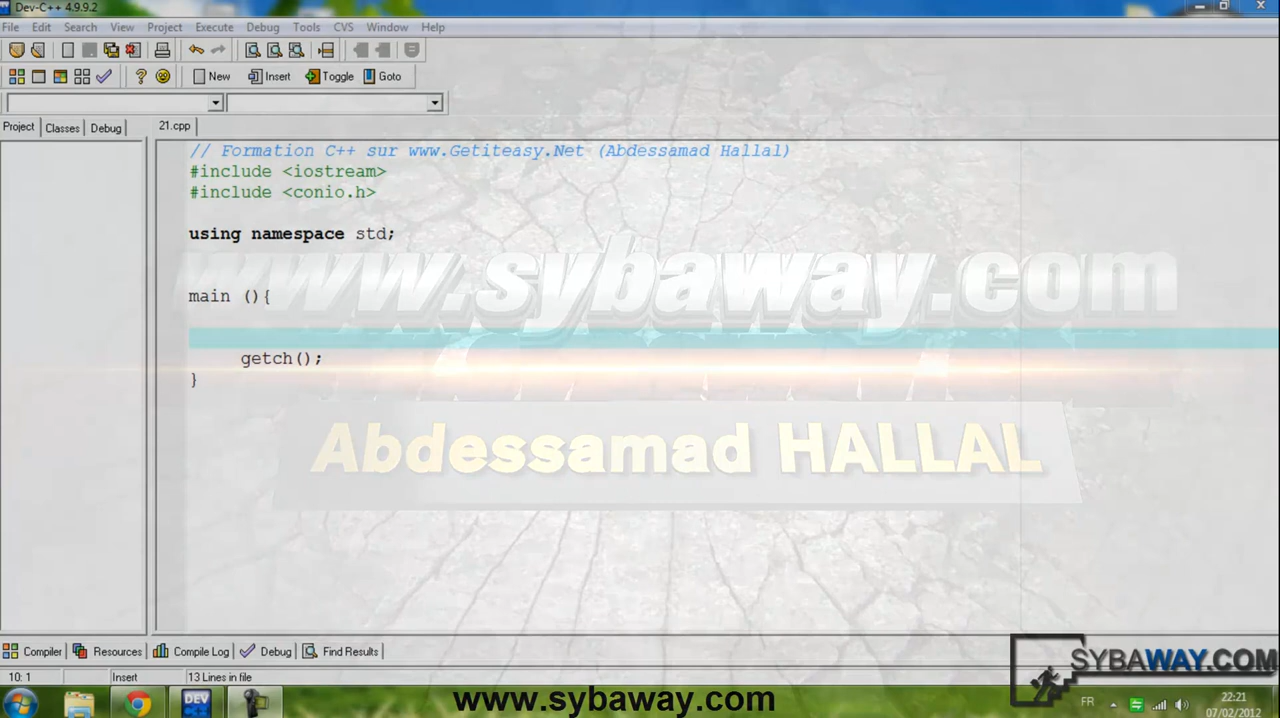 Dev-C++ 4.9.9.2
File Edit Search View Project Execute Debug Tools CVS Window Help
New Insert Toggle Goto
Project Classes Debug 21.cpp
// Formation C++ sur www.Getiteasy.Net (Abdessamad Hallal)
#include <iostream>
#include <conio.h>
using namespace std;
www.sybaway.com
main (){
getch();
}
Abdessamad HALLAL
Compiler Resources Compile Log Debug Find Results
10: 1 Insert 13 Lines in file
SYBAWAY.COM
DEV
www.sybaway.com
FR 22:21
07/02/2012